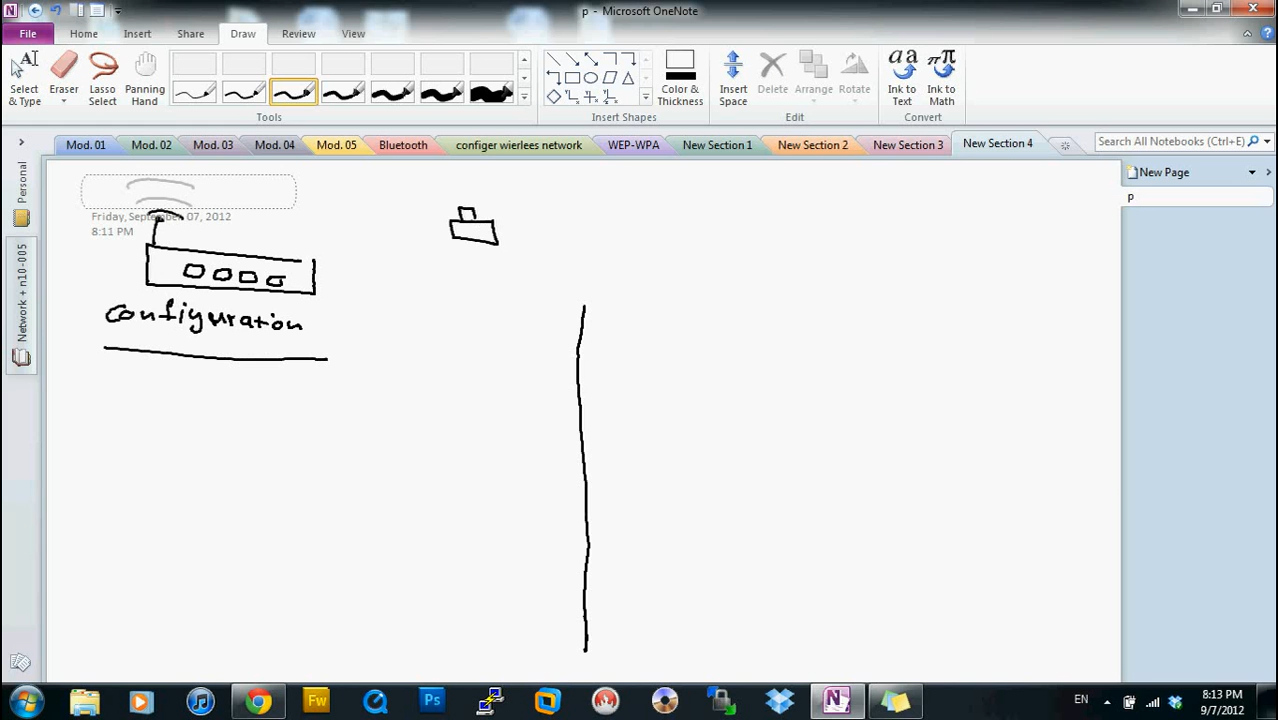 p - Microsoft OneNote
File Home Insert Share Draw Review View
Select & Type
Eraser
Lasso Select
Panning Hand
Color & Thickness
Insert Space
Delete
Arrange
Rotate
Ink to Text
Ink to Math
Tools
Insert Shapes
Edit
Convert
Mod. 01 Mod. 02 Mod. 03 Mod. 04 Mod. 05 Bluetooth configer wierlees network WEP-WPA New Section 1 New Section 2 New Section 3 New Section 4
Search All Notebooks (Ctrl+E)
New Page
p
Personal
Network + n10-005
Friday, September 07, 2012
8:11 PM
configuration
Fw
Ps
EN
8:13 PM
9/7/2012